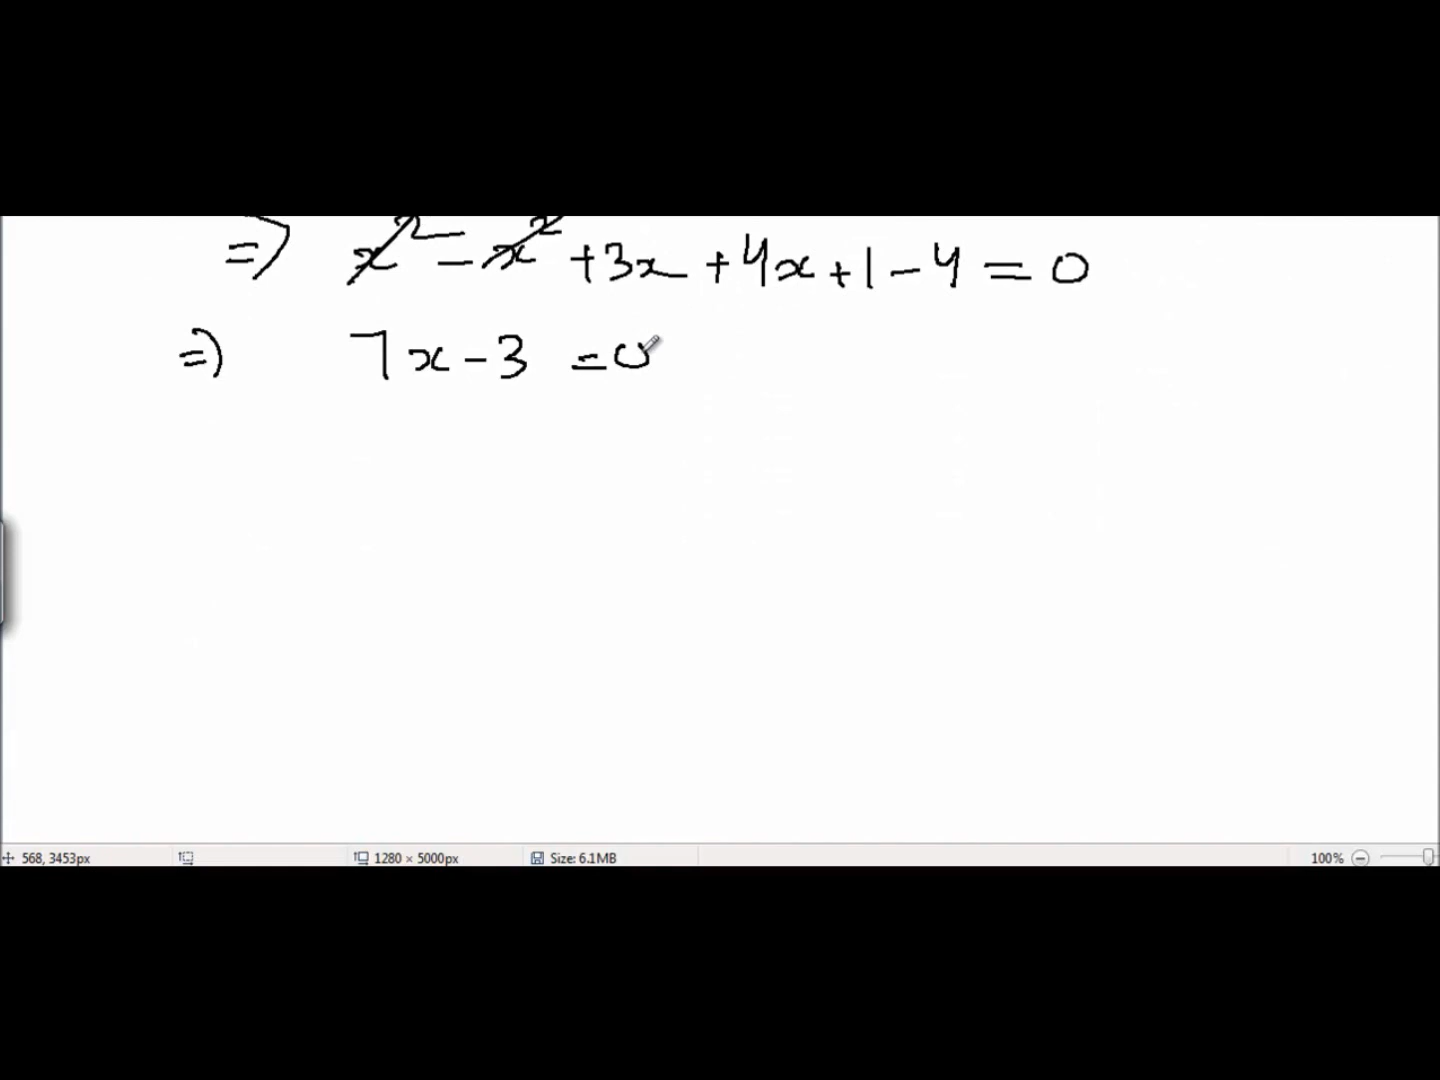 => x² - x² + 3x + 4x + 1 - 4 = 0
=> 7x - 3 = 0
568, 3453px 1280 × 5000px Size: 6.1MB 100%